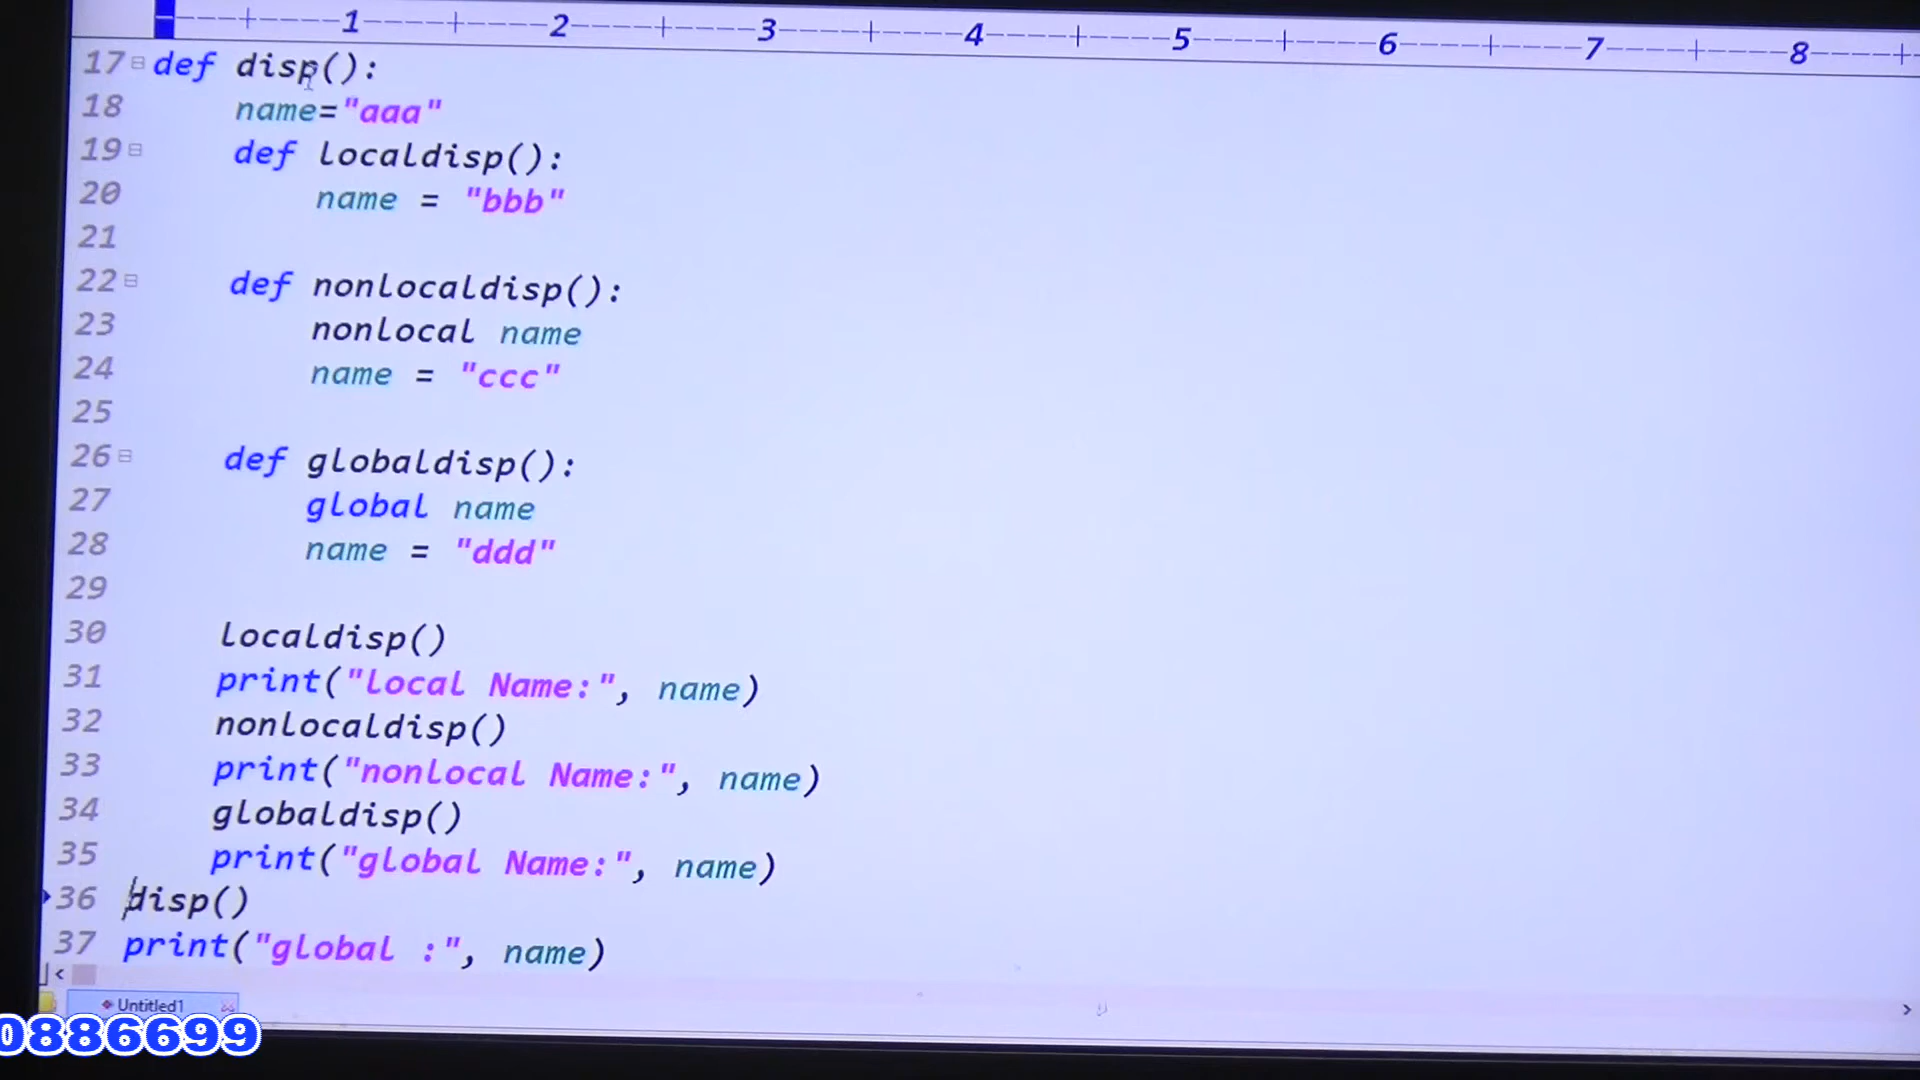 1 2 3 4 5 6 7 8
17 def disp():
18 name="aaa"
19 def localdisp():
20 name = "bbb"
21
22 def nonlocaldisp():
23 nonlocal name
24 name = "ccc"
25
26 def globaldisp():
27 global name
28 name = "ddd"
29
30 localdisp()
31 print("local Name:", name)
32 nonlocaldisp()
33 print("nonlocal Name:", name)
34 globaldisp()
35 print("global Name:", name)
36 disp()
37 print("global :", name)
Untitled1
0886699